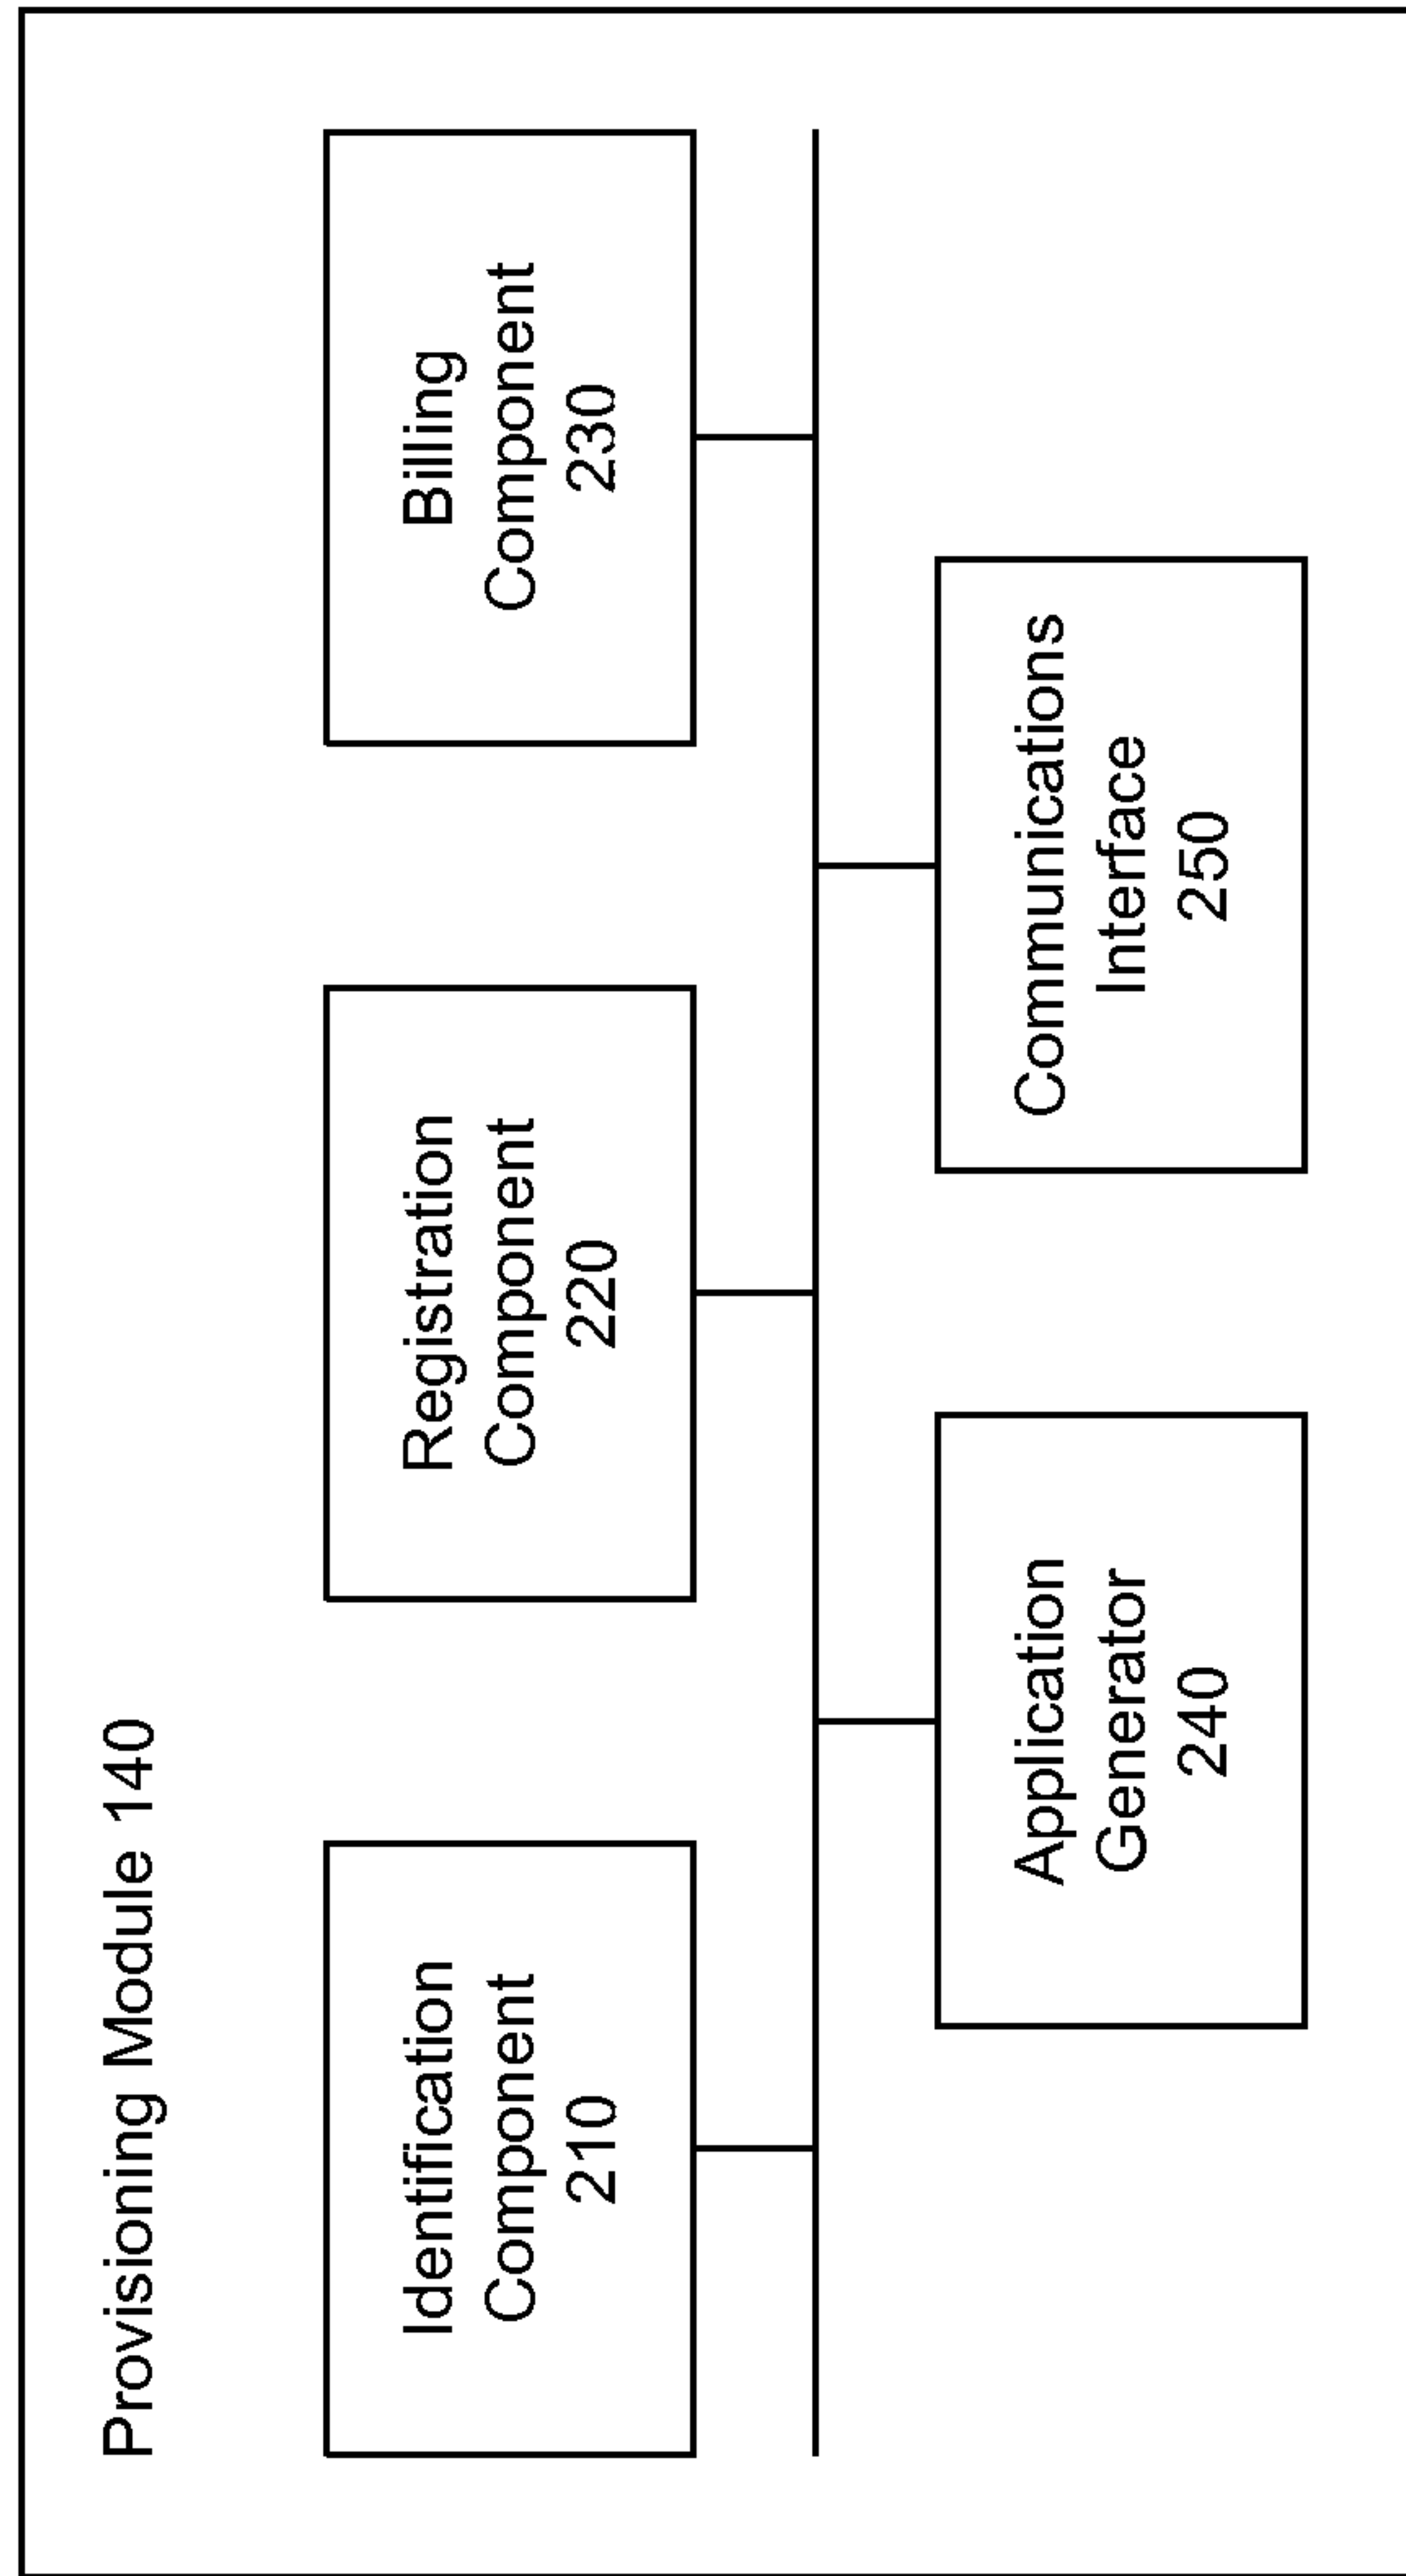 Provisioning Module 140
Identification
Component
210
Registration
Component
220
Billing
Component
230
Application
Generator
240
Communications
Interface
250